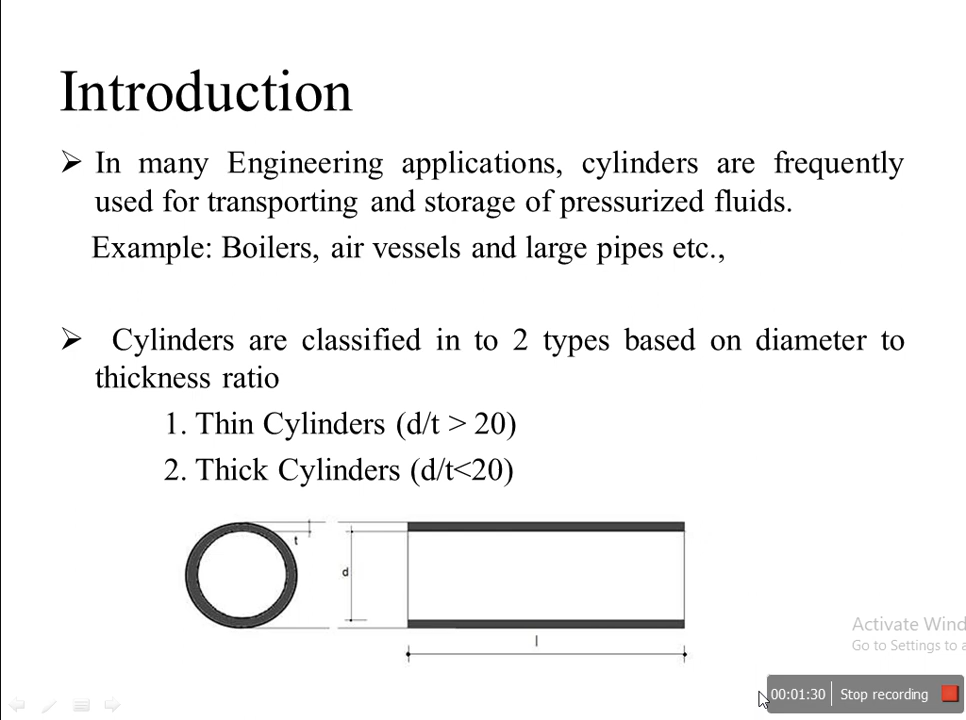 Introduction
In many Engineering applications, cylinders are frequently
used for transporting and storage of pressurized fluids.
Example: Boilers, air vessels and large pipes etc.,
Cylinders are classified in to 2 types based on diameter to
thickness ratio
1. Thin Cylinders (d/t > 20)
2. Thick Cylinders (d/t<20)
t
d
l
Activate Wind
Go to Settings to a
00:01:30 Stop recording